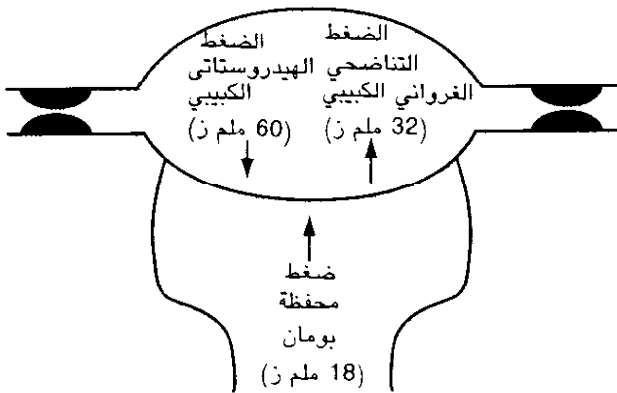 الضغط
التناضحي
الغرواني الكبيبي
(32 ملم ز)
الضغط
الهيدروستاتى
الكبيبي
(60 ملم ز)
ضغط
محفظة
بومان
(18 ملم ز)